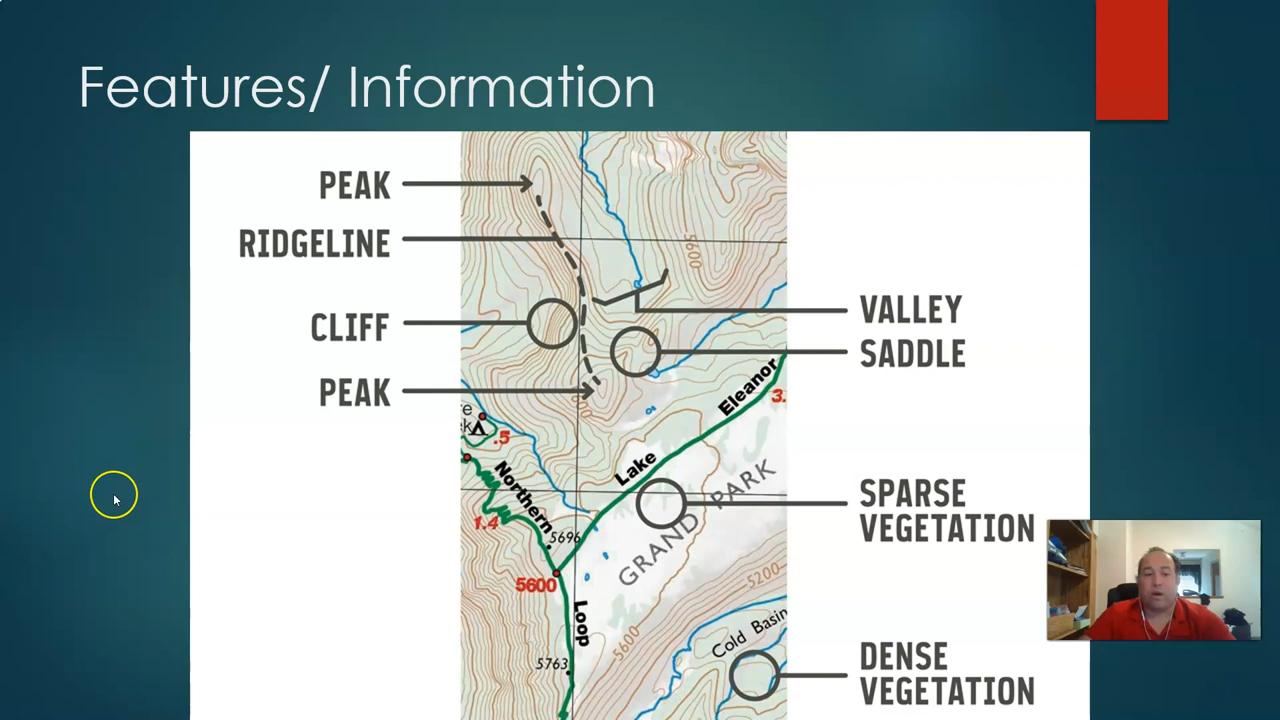 Features/ Information
PEAK
RIDGELINE
CLIFF
PEAK
VALLEY
SADDLE
SPARSE
VEGETATION
DENSE
VEGETATION
5600
Lake Eleanor
3.
.5
Northern
1.4
5696
GRAND PARK
5600
Loop
5200
5600
5763
Cold Basin